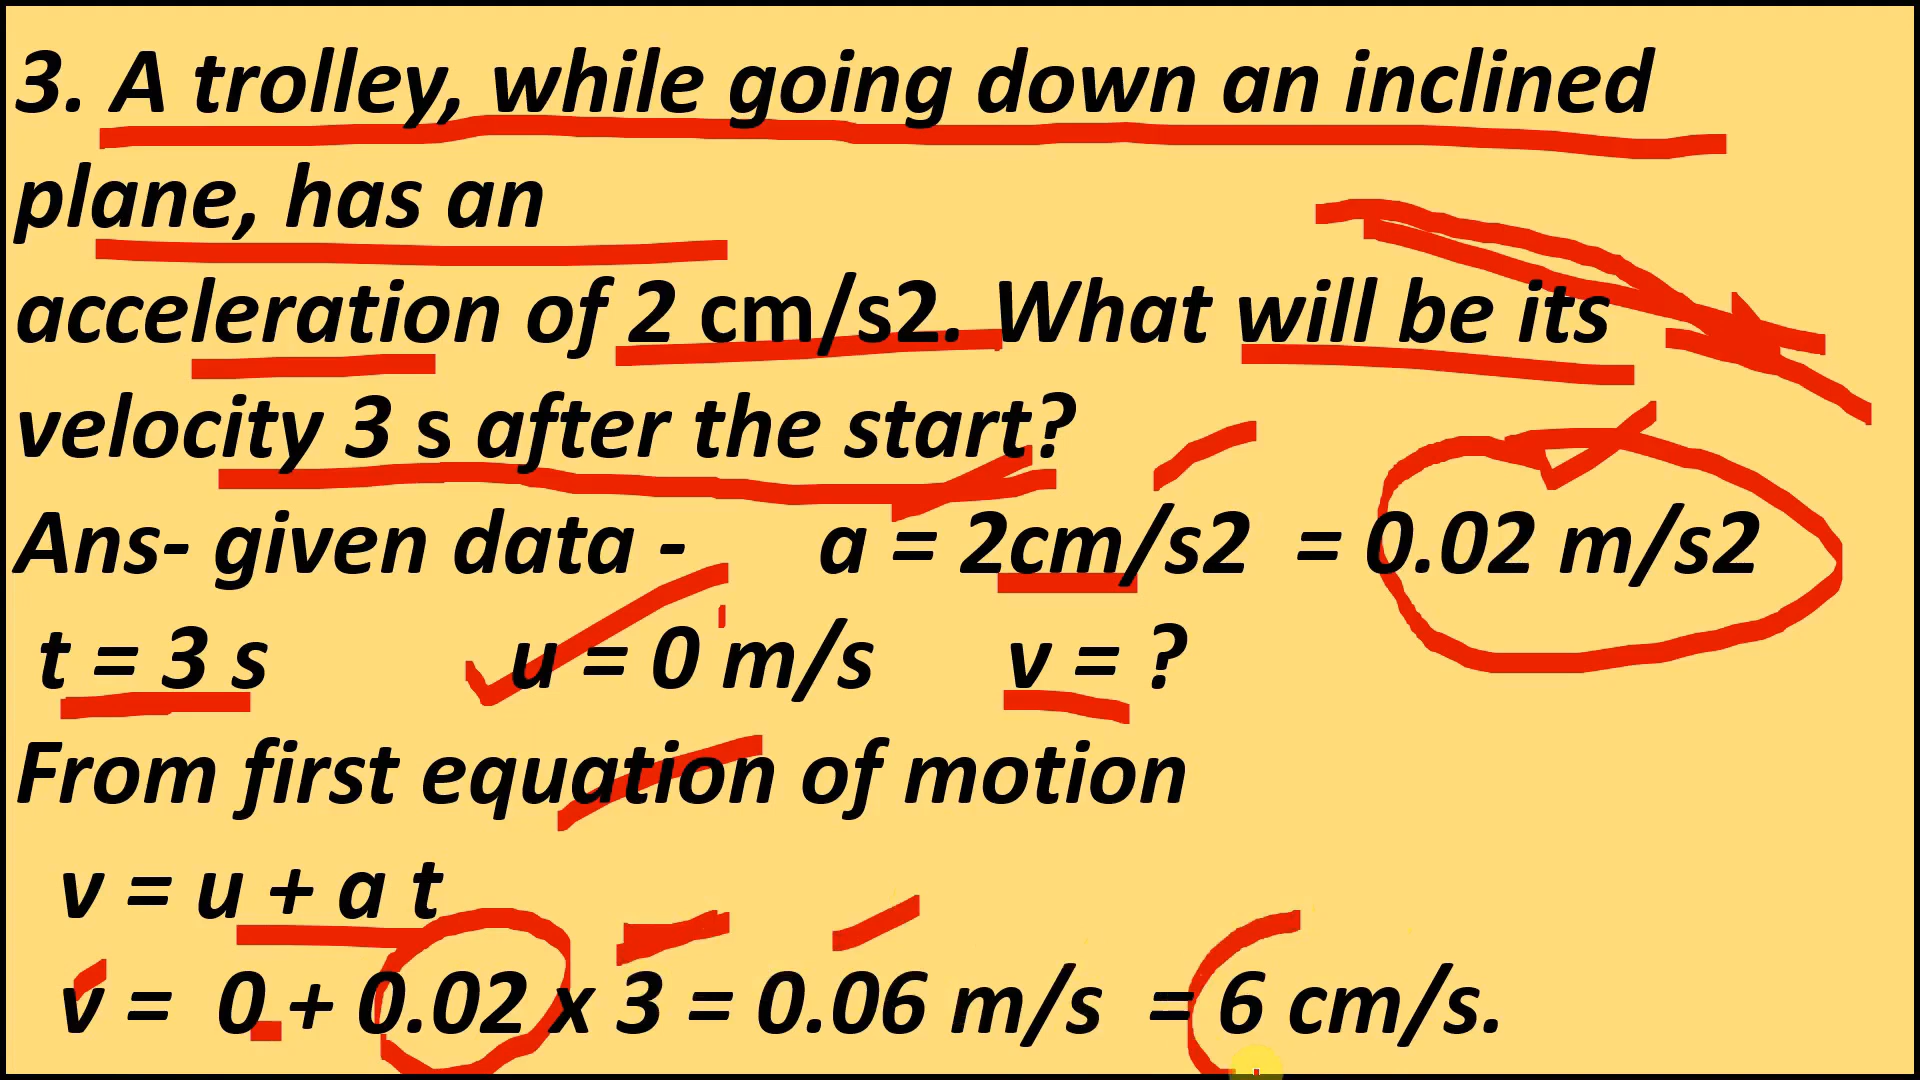 3. A trolley, while going down an inclined
plane, has an
acceleration of 2 cm/s2. What will be its
velocity 3 s after the start?
Ans- given data - a = 2cm/s2 = 0.02 m/s2
t = 3 s u = 0 m/s v = ?
From first equation of motion
v = u + a t
v = 0 + 0.02 x 3 = 0.06 m/s = 6 cm/s.